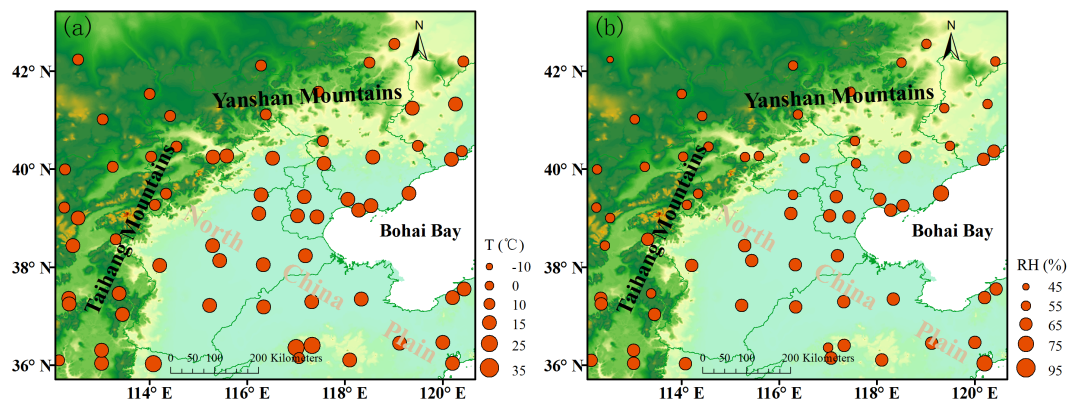 (a)
N
42° N
Yanshan Mountains
40° N
Taihang Mountains
North
Bohai Bay
T (℃)
-10
0
10
15
25
35
38° N
China
Plain
0 50 100 200 Kilometers
36° N
114° E 116° E 118° E 120° E
(b)
N
42° N
Yanshan Mountains
40° N
Taihang Mountains
North
Bohai Bay
RH (%)
45
55
65
75
95
38° N
China
Plain
0 50 100 200 Kilometers
36° N
114° E 116° E 118° E 120° E